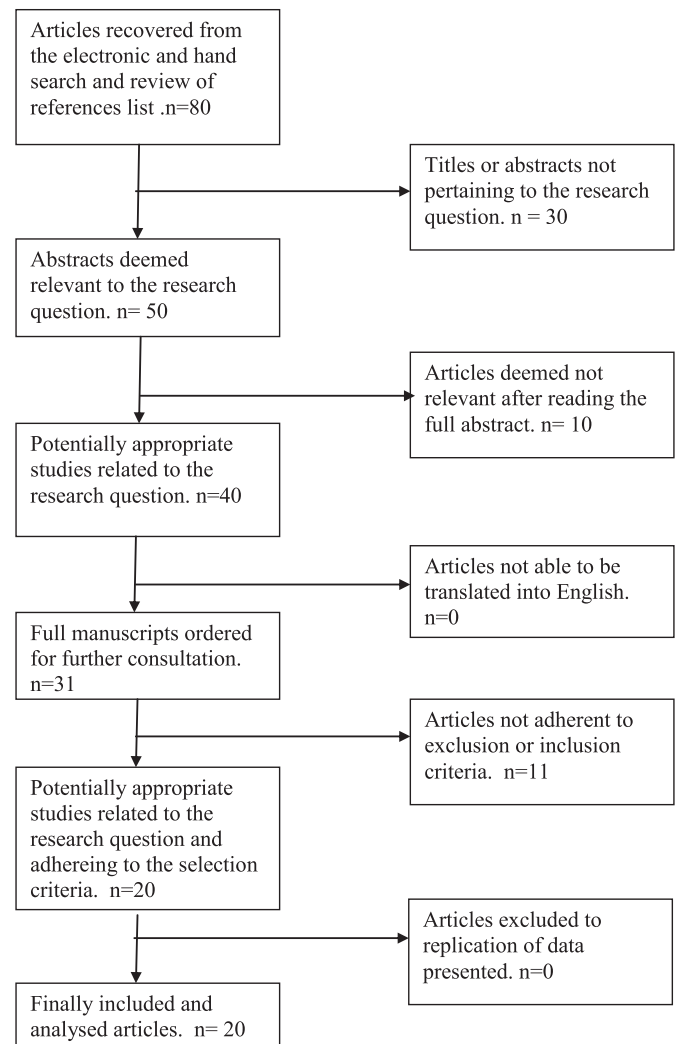 Articles recovered from
the electronic and hand
search and review of
references list .n=80
Titles or abstracts not
pertaining to the research
question. n = 30
Abstracts deemed
relevant to the research
question. n= 50
Articles deemed not
relevant after reading the
full abstract. n= 10
Potentially appropriate
studies related to the
research question. n=40
Articles not able to be
translated into English.
n=0
Full manuscripts ordered
for further consultation.
n=31
Articles not adherent to
exclusion or inclusion
criteria.  n=11
Potentially appropriate
studies related to the
research question and
adhereing to the selection
criteria.  n=20
Articles excluded to
replication of data
presented. n=0
Finally included and
analysed articles.  n= 20